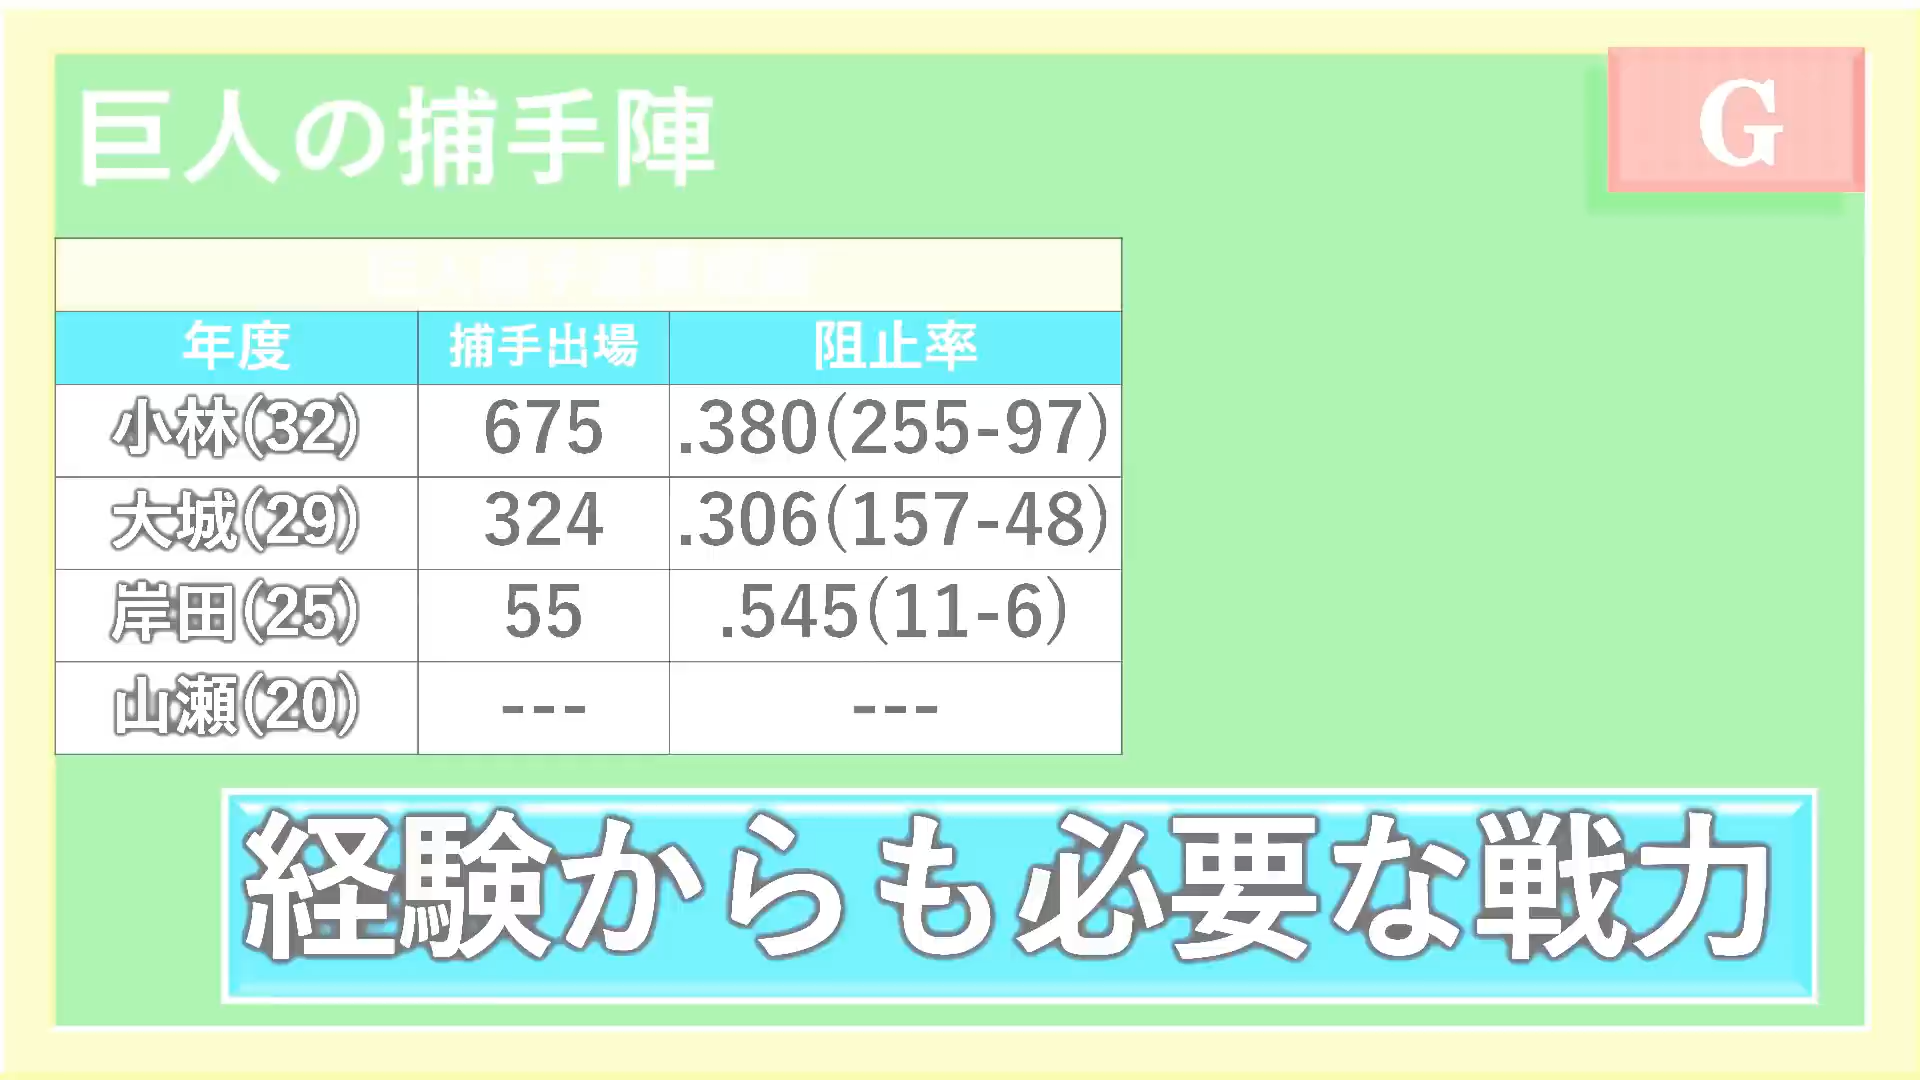 巨人の捕手陣
G
年度 捕手出場 阻止率
小林(32) 675 .380(255-97)
大城(29) 324 .306(157-48)
岸田(25) 55 .545(11-6)
山瀬(20) --- ---
経験からも必要な戦力